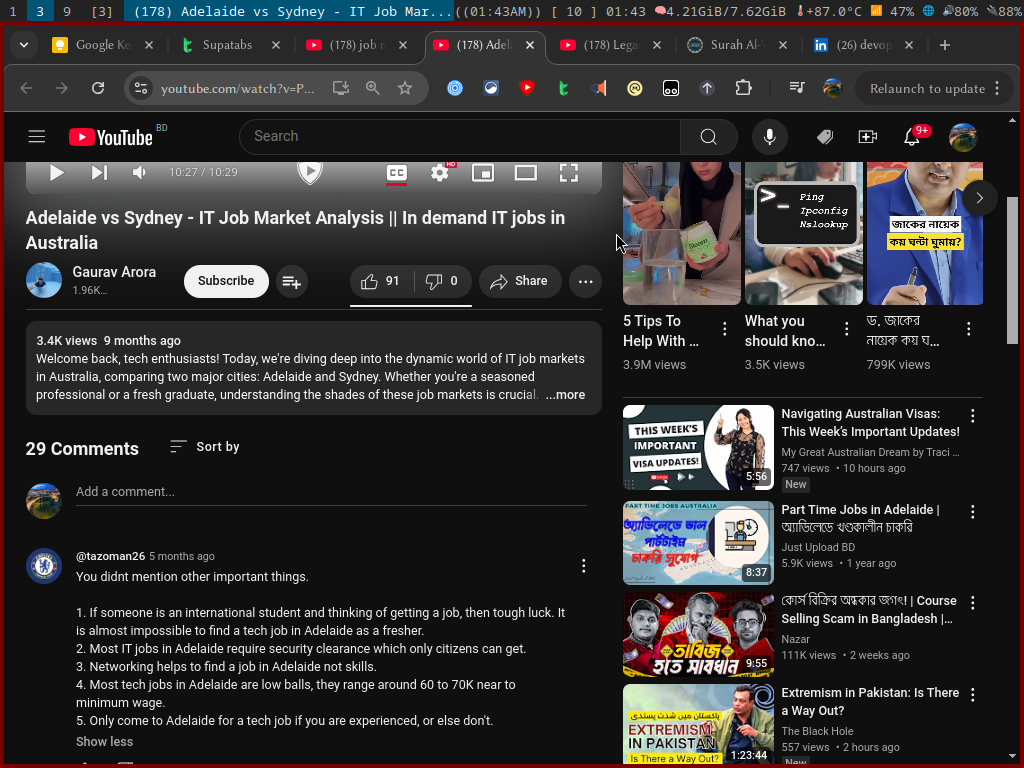 1 3 9 [3] (178) Adelaide vs Sydney - IT Job Mar...((01:43AM)) [ 10 ] 01:43 4.21GiB/7.62GiB +87.0°C 47% 80% 88%
Google Ke
Supatabs
(178) job n
(178) Adel
(178) Lega
Surah Al-
(26) devop
youtube.com/watch?v=P...
Relaunch to update
YouTube BD
Search
9+
10:27 / 10:29
CC
HD
Adelaide vs Sydney - IT Job Market Analysis || In demand IT jobs in
Australia
Gaurav Arora
1.96K...
Subscribe
91
0
Share
3.4K views 9 months ago
Welcome back, tech enthusiasts! Today, we're diving deep into the dynamic world of IT job markets
in Australia, comparing two major cities: Adelaide and Sydney. Whether you're a seasoned
professional or a fresh graduate, understanding the shades of these job markets is crucial. ...more
29 Comments
Sort by
Add a comment...
@tazoman26 5 months ago
You didnt mention other important things.
1. If someone is an international student and thinking of getting a job, then tough luck. It
is almost impossible to find a tech job in Adelaide as a fresher.
2. Most IT jobs in Adelaide require security clearance which only citizens can get.
3. Networking helps to find a job in Adelaide not skills.
4. Most tech jobs in Adelaide are low balls, they range around 60 to 70K near to
minimum wage.
5. Only come to Adelaide for a tech job if you are experienced, or else don't.
Show less
Bloom
5 Tips To
Help With ...
3.9M views
>_ Ping
Ipconfig
Nslookup
What you
should kno...
3.5K views
জাকের নায়েক
কয় ঘন্টা ঘুমায়?
ড. জাকের
নায়েক কয় ঘ...
799K views
THIS WEEK'S
IMPORTANT
VISA UPDATES!
5:56
Navigating Australian Visas:
This Week's Important Updates!
My Great Australian Dream by Traci ...
747 views • 10 hours ago
New
PART TIME JOBS AUSTRALIA
অ্যাডিলেডে ভাল
পার্টটাইম
চাকরি সুযোগ
8:37
Part Time Jobs in Adelaide |
অ্যাডিলেডে খণ্ডকালীন চাকরি
Just Upload BD
5.9K views • 1 year ago
তাবিজ
হতে সাবধান
9:55
কোর্স বিক্রির অন্ধকার জগৎ! | Course
Selling Scam in Bangladesh |...
Nazar
111K views • 2 weeks ago
پاکستان میں شدت پسندی
EXTREMISM
IN PAKISTAN
Is There a Way Out?
1:23:44
Extremism in Pakistan: Is There
a Way Out?
The Black Hole
557 views • 2 hours ago
New